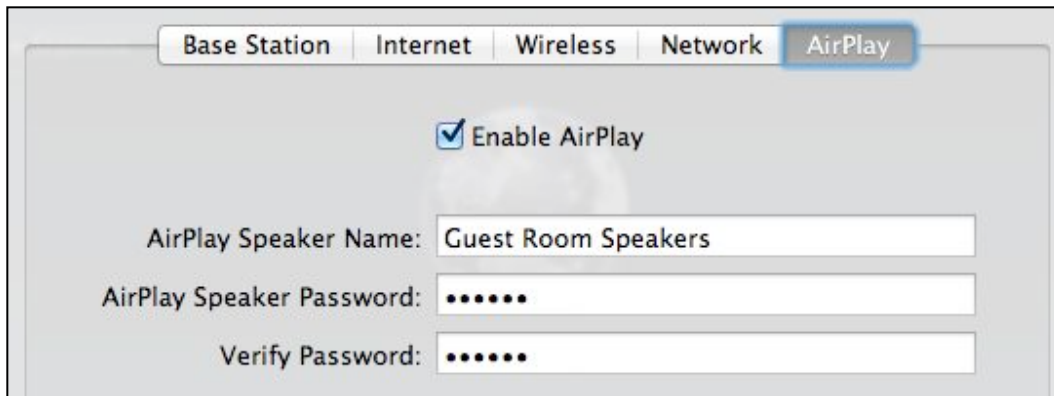 Base Station Internet Wireless Network AirPlay
Enable AirPlay
AirPlay Speaker Name: Guest Room Speakers
AirPlay Speaker Password: ••••••
Verify Password: ••••••